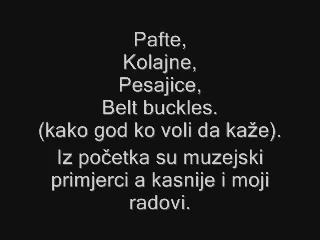 Pafte,
Kolajne,
Pesajice,
Belt buckles.
(kako god ko voli da kaže).
Iz početka su muzejski
primjerci a kasnije i moji
radovi.